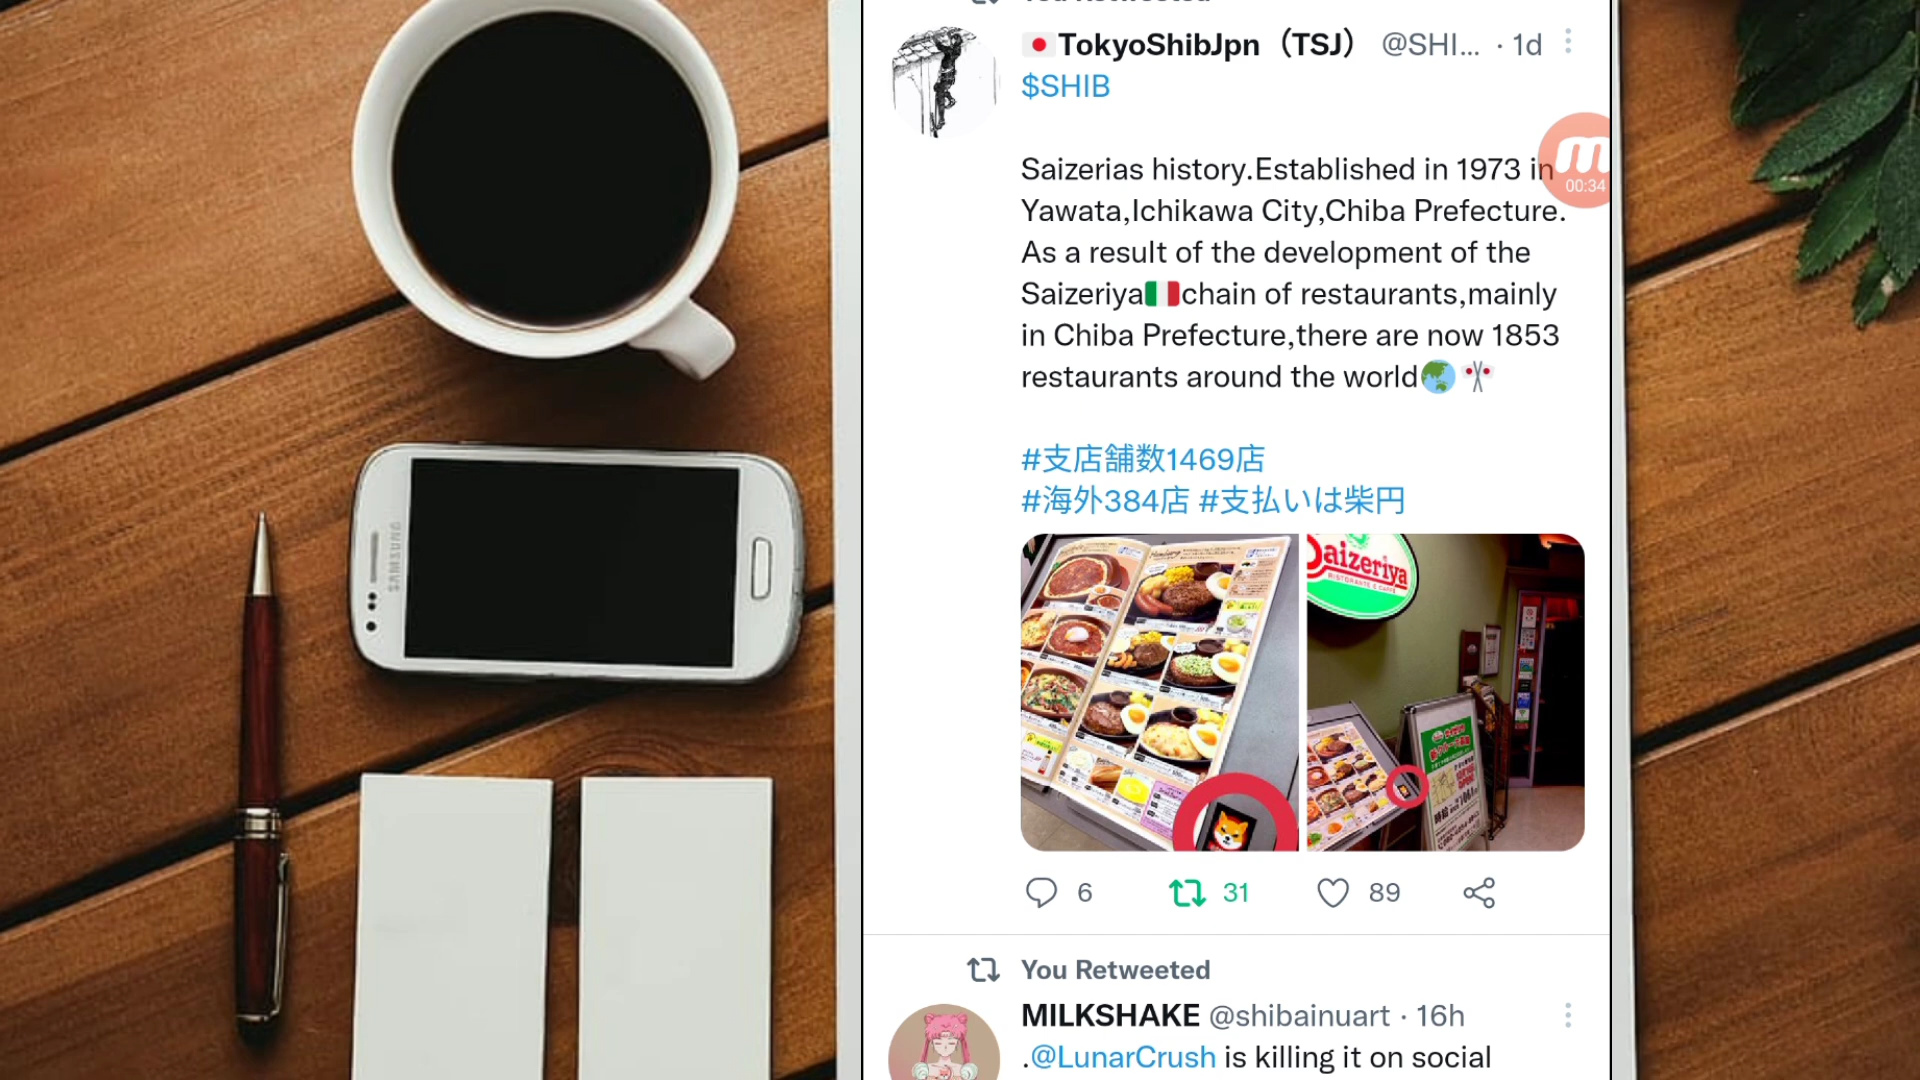 You Retweeted
TokyoShibJpn（TSJ） @SHI... · 1d
$SHIB
Saizerias history.Established in 1973 in
Yawata,Ichikawa City,Chiba Prefecture.
As a result of the development of the
Saizeriya🇮🇹chain of restaurants,mainly
in Chiba Prefecture,there are now 1853
restaurants around the world🌏🎌
#支店舗数1469店
#海外384店 #支払いは柴円
00:34
SAMSUNG
Saizeriya
RISTORANTE E CAFFÈ
6 31 89
You Retweeted
MILKSHAKE @shibainuart · 16h
.@LunarCrush is killing it on social